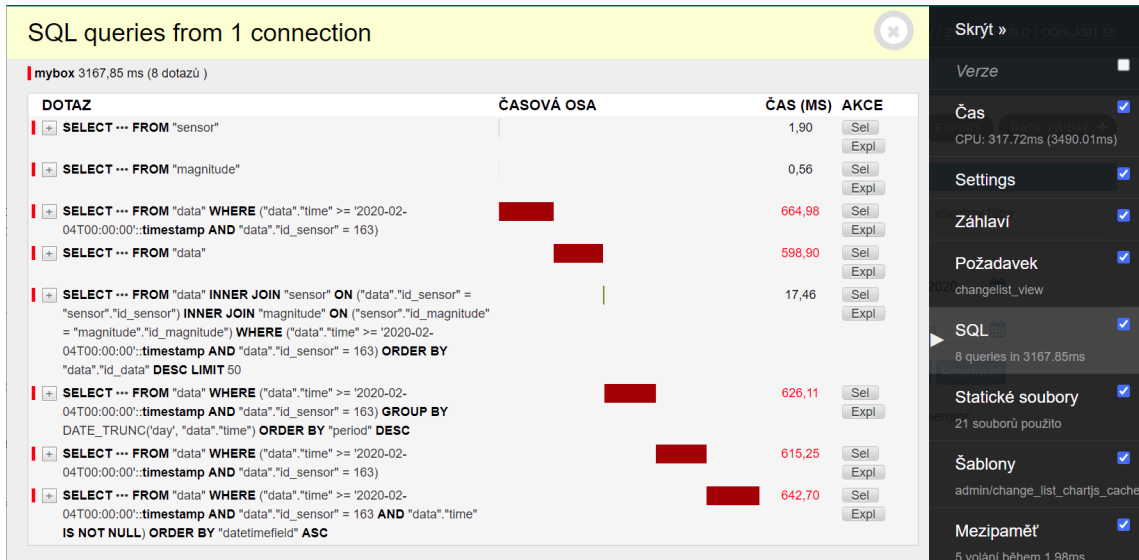 SQL queries from 1 connection
mybox 3167,85 ms (8 dotazů )
DOTAZ ČASOVÁ OSA ČAS (MS) AKCE
+ SELECT ••• FROM "sensor" 1,90 Sel
Expl
+ SELECT ••• FROM "magnitude" 0,56 Sel
Expl
+ SELECT ••• FROM "data" WHERE ("data"."time" >= '2020-02- 664,98 Sel
04T00:00:00'::timestamp AND "data"."id_sensor" = 163) Expl
+ SELECT ••• FROM "data" 598,90 Sel
Expl
+ SELECT ••• FROM "data" INNER JOIN "sensor" ON ("data"."id_sensor" = 17,46 Sel
"sensor"."id_sensor") INNER JOIN "magnitude" ON ("sensor"."id_magnitude" Expl
= "magnitude"."id_magnitude") WHERE ("data"."time" >= '2020-02-
04T00:00:00'::timestamp AND "data"."id_sensor" = 163) ORDER BY
"data"."id_data" DESC LIMIT 50
+ SELECT ••• FROM "data" WHERE ("data"."time" >= '2020-02- 626,11 Sel
04T00:00:00'::timestamp AND "data"."id_sensor" = 163) GROUP BY Expl
DATE_TRUNC('day', "data"."time") ORDER BY "period" DESC
+ SELECT ••• FROM "data" WHERE ("data"."time" >= '2020-02- 615,25 Sel
04T00:00:00'::timestamp AND "data"."id_sensor" = 163) Expl
+ SELECT ••• FROM "data" WHERE ("data"."time" >= '2020-02- 642,70 Sel
04T00:00:00'::timestamp AND "data"."id_sensor" = 163 AND "data"."time" Expl
IS NOT NULL) ORDER BY "datetimefield" ASC
Skrýt »
Verze
Čas
CPU: 317.72ms (3490.01ms)
Settings
Záhlaví
Požadavek
changelist_view
SQL
8 queries in 3167.85ms
Statické soubory
21 souborů použito
Šablony
admin/change_list_chartjs_cache
Mezipaměť
5 volání během 1.98ms